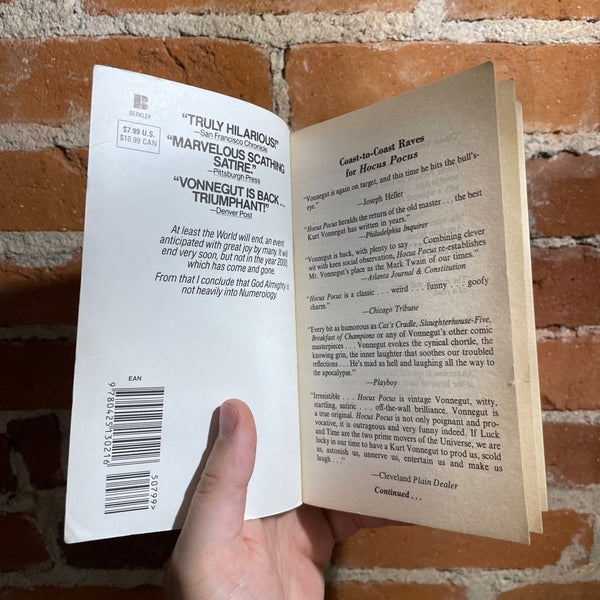 BERKLEY
$7.99 U.S.
$10.99 CAN
"TRULY HILARIOUS!"
—San Francisco Chronicle
"MARVELOUS SCATHING
SATIRE."
—Pittsburgh Press
"VONNEGUT IS BACK...
TRIUMPHANT!"
—Denver Post
At least the World will end, an event
anticipated with great joy by many. It will
end very soon, but not in the year 2000,
which has come and gone.
From that I conclude that God Almighty is
not heavily into Numerology.
EAN
9780425130216
50799>
Coast-to-Coast Raves
for Hocus Pocus
"Vonnegut is again on target, and this time he hits the bull's-
eye."
—Joseph Heller
"Hocus Pocus heralds the return of the old master . . . the best
Kurt Vonnegut has written in years."
—Philadelphia Inquirer
"Vonnegut is back, with plenty to say . . . Combining clever
wit with keen social observation, Hocus Pocus re-establishes
Mr. Vonnegut's place as the Mark Twain of our times."
—Atlanta Journal & Constitution
"Hocus Pocus is a classic . . . weird . . . funny . . . goofy
charm."
—Chicago Tribune
"Every bit as humorous as Cat's Cradle, Slaughterhouse-Five,
Breakfast of Champions or any of Vonnegut's other comic
masterpieces . . . Vonnegut evokes the cynical chortle, the
knowing grin, the inner laughter that soothes our troubled
reflections . . . He's mad as hell and laughing all the way to
the apocalypse."
—Playboy
"Irresistible . . . Hocus Pocus is vintage Vonnegut, witty,
startling, satiric . . . off-the-wall brilliance. Vonnegut is
a true original. Hocus Pocus is not only poignant and pro-
vocative, it is outrageous and very funny indeed. If Luck
and Time are the two prime movers of the Universe, we are
lucky in our time to have a Kurt Vonnegut to prod us, scold
us, astonish us, unnerve us, entertain us and make us
laugh . . ."
—Cleveland Plain Dealer
Continued . . .